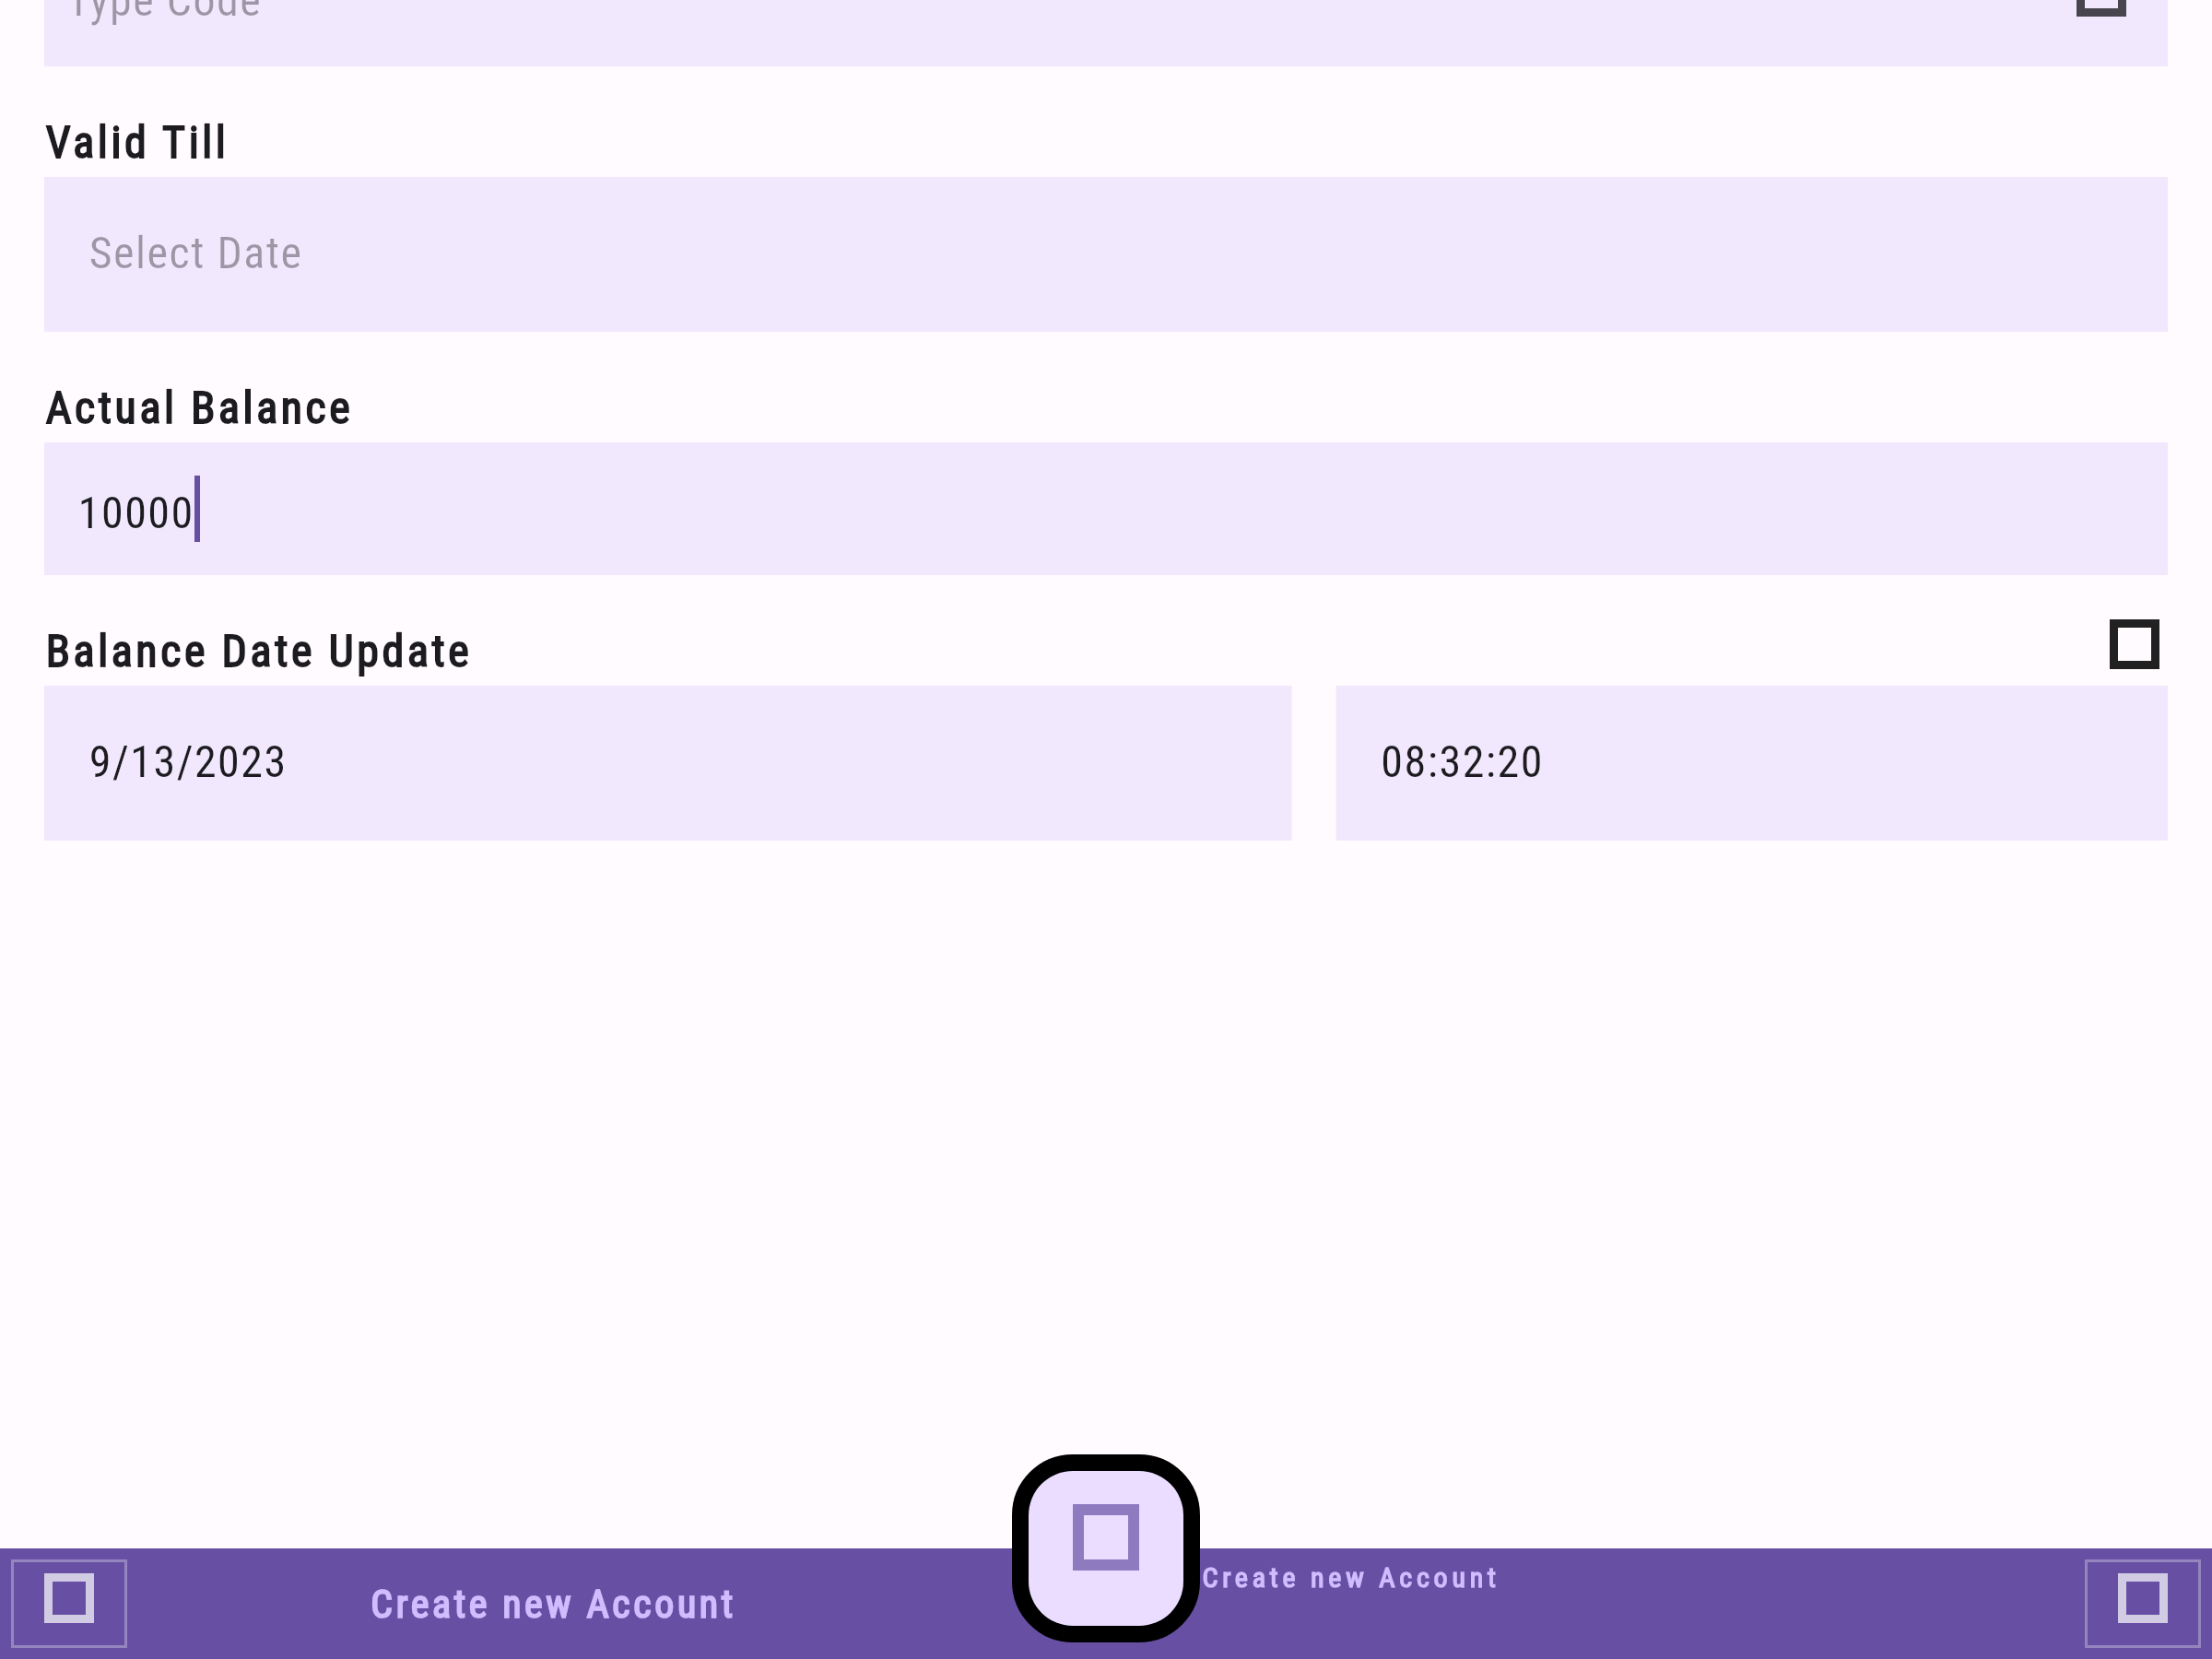 Type Code
Valid Till
Select Date
Actual Balance
10000
Balance Date Update
9/13/2023
08:32:20
Create new Account
Create new Account